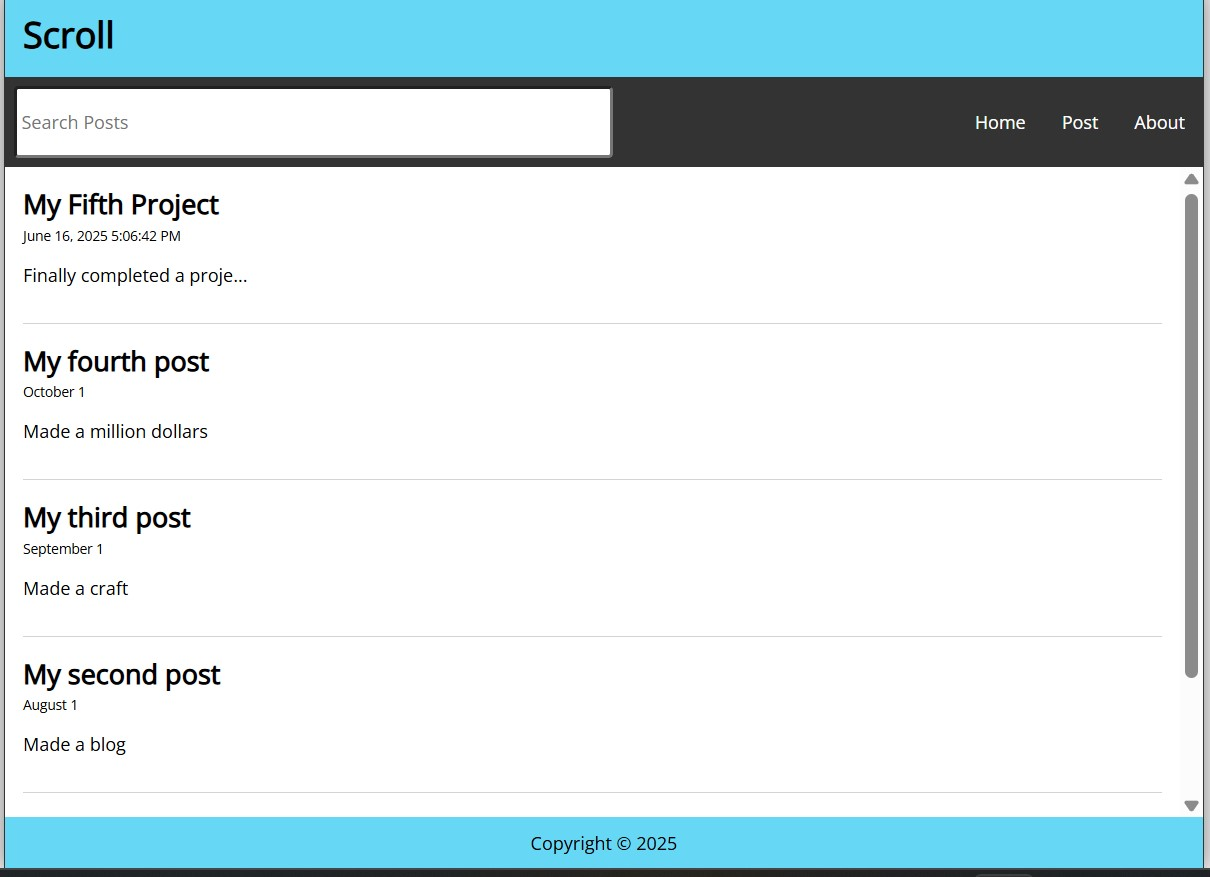 Scroll
Search Posts
Home Post About
My Fifth Project
June 16, 2025 5:06:42 PM
Finally completed a proje...
My fourth post
October 1
Made a million dollars
My third post
September 1
Made a craft
My second post
August 1
Made a blog
Copyright © 2025